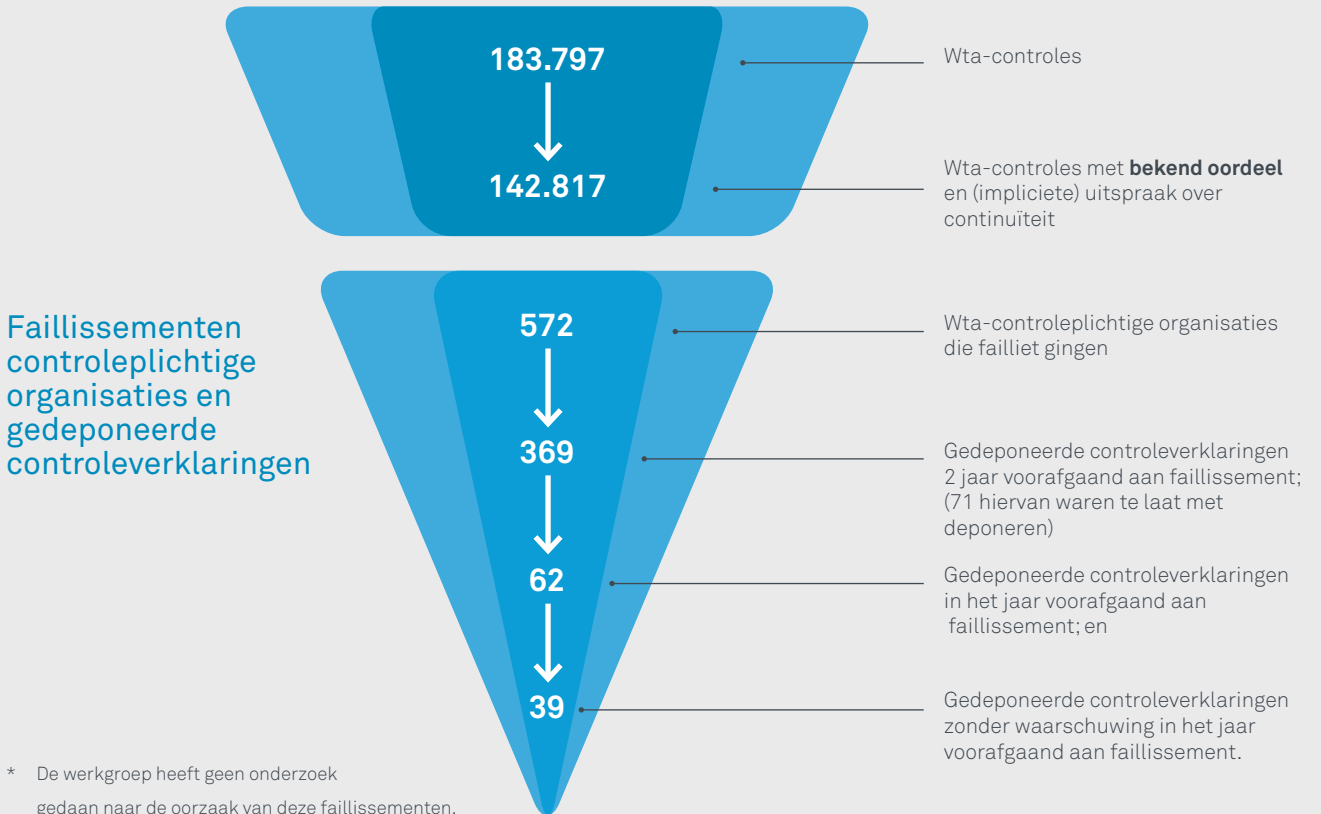 Faillissementen
controleplichtige
organisaties en
gedeponeerde
controleverklaringen
183.797
Wta-controles
142.817
Wta-controles met bekend oordeel
en (impliciete) uitspraak over
continuïteit
572
Wta-controleplichtige organisaties
die failliet gingen
369
Gedeponeerde controleverklaringen
2 jaar voorafgaand aan faillissement;
(71 hiervan waren te laat met
deponeren)
62
Gedeponeerde controleverklaringen
in het jaar voorafgaand aan
faillissement; en
39
Gedeponeerde controleverklaringen
zonder waarschuwing in het jaar
voorafgaand aan faillissement.
* De werkgroep heeft geen onderzoek
gedaan naar de oorzaak van deze faillissementen.